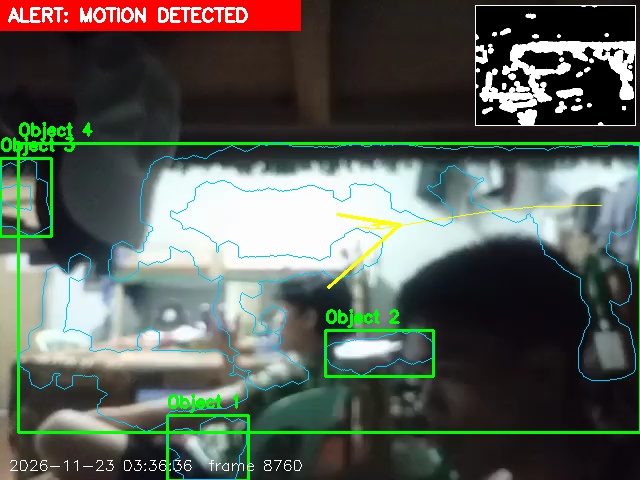 ALERT: MOTION DETECTED
Object 4
Object 3
Object 2
Object 1
2026-11-23 03:36:36 frame 8760